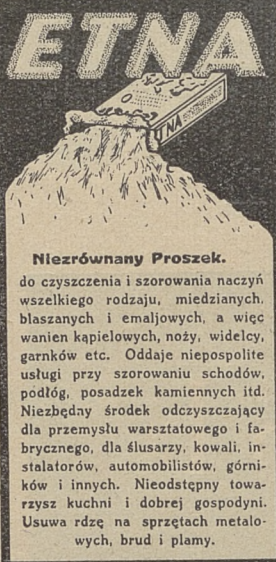 ETNA
ETNA
Niezrównany Proszek.
do czyszczenia i szorowania naczyń
wszelkiego rodzaju, miedzianych,
blaszanych i emaljowych, a więc
wanien kąpielowych, noży, widelcy,
garnków etc. Oddaje niepospolite
usługi przy szorowaniu schodów,
podłóg, posadzek kamiennych itd.
Niezbędny środek odczyszczający
dla przemysłu warsztatowego i fa-
brycznego, dla ślusarzy, kowali, in-
stalatorów, automobilistów, górni-
ków i innych. Nieodstępny towa-
rzysz kuchni i dobrej gospodyni.
Usuwa rdzę na sprzętach metalo-
wych, brud i plamy.